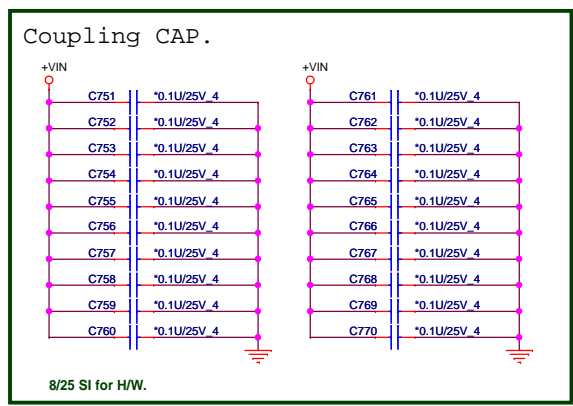 Coupling CAP.
+VIN +VIN
C751 *0.1U/25V_4 C761 *0.1U/25V_4
C752 *0.1U/25V_4 C762 *0.1U/25V_4
C753 *0.1U/25V_4 C763 *0.1U/25V_4
C754 *0.1U/25V_4 C764 *0.1U/25V_4
C755 *0.1U/25V_4 C765 *0.1U/25V_4
C756 *0.1U/25V_4 C766 *0.1U/25V_4
C757 *0.1U/25V_4 C767 *0.1U/25V_4
C758 *0.1U/25V_4 C768 *0.1U/25V_4
C759 *0.1U/25V_4 C769 *0.1U/25V_4
C760 *0.1U/25V_4 C770 *0.1U/25V_4
8/25 SI for H/W.